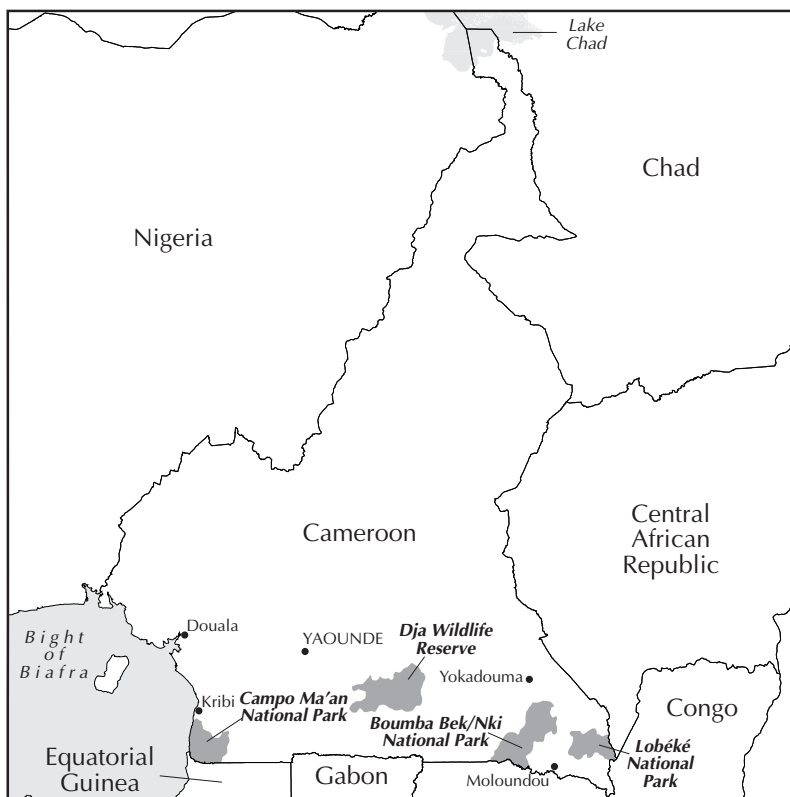 Lake
Chad
Chad
Nigeria
Cameroon
Central
African
Republic
Douala
YAOUNDE
Dja Wildlife
Reserve
Bight
of
Biafra
Yokadouma
Kribi
Campo Ma'an
National Park
Boumba Bek/Nki
National Park
Congo
Lobéké
National
Park
Equatorial
Guinea
Gabon
Moloundou